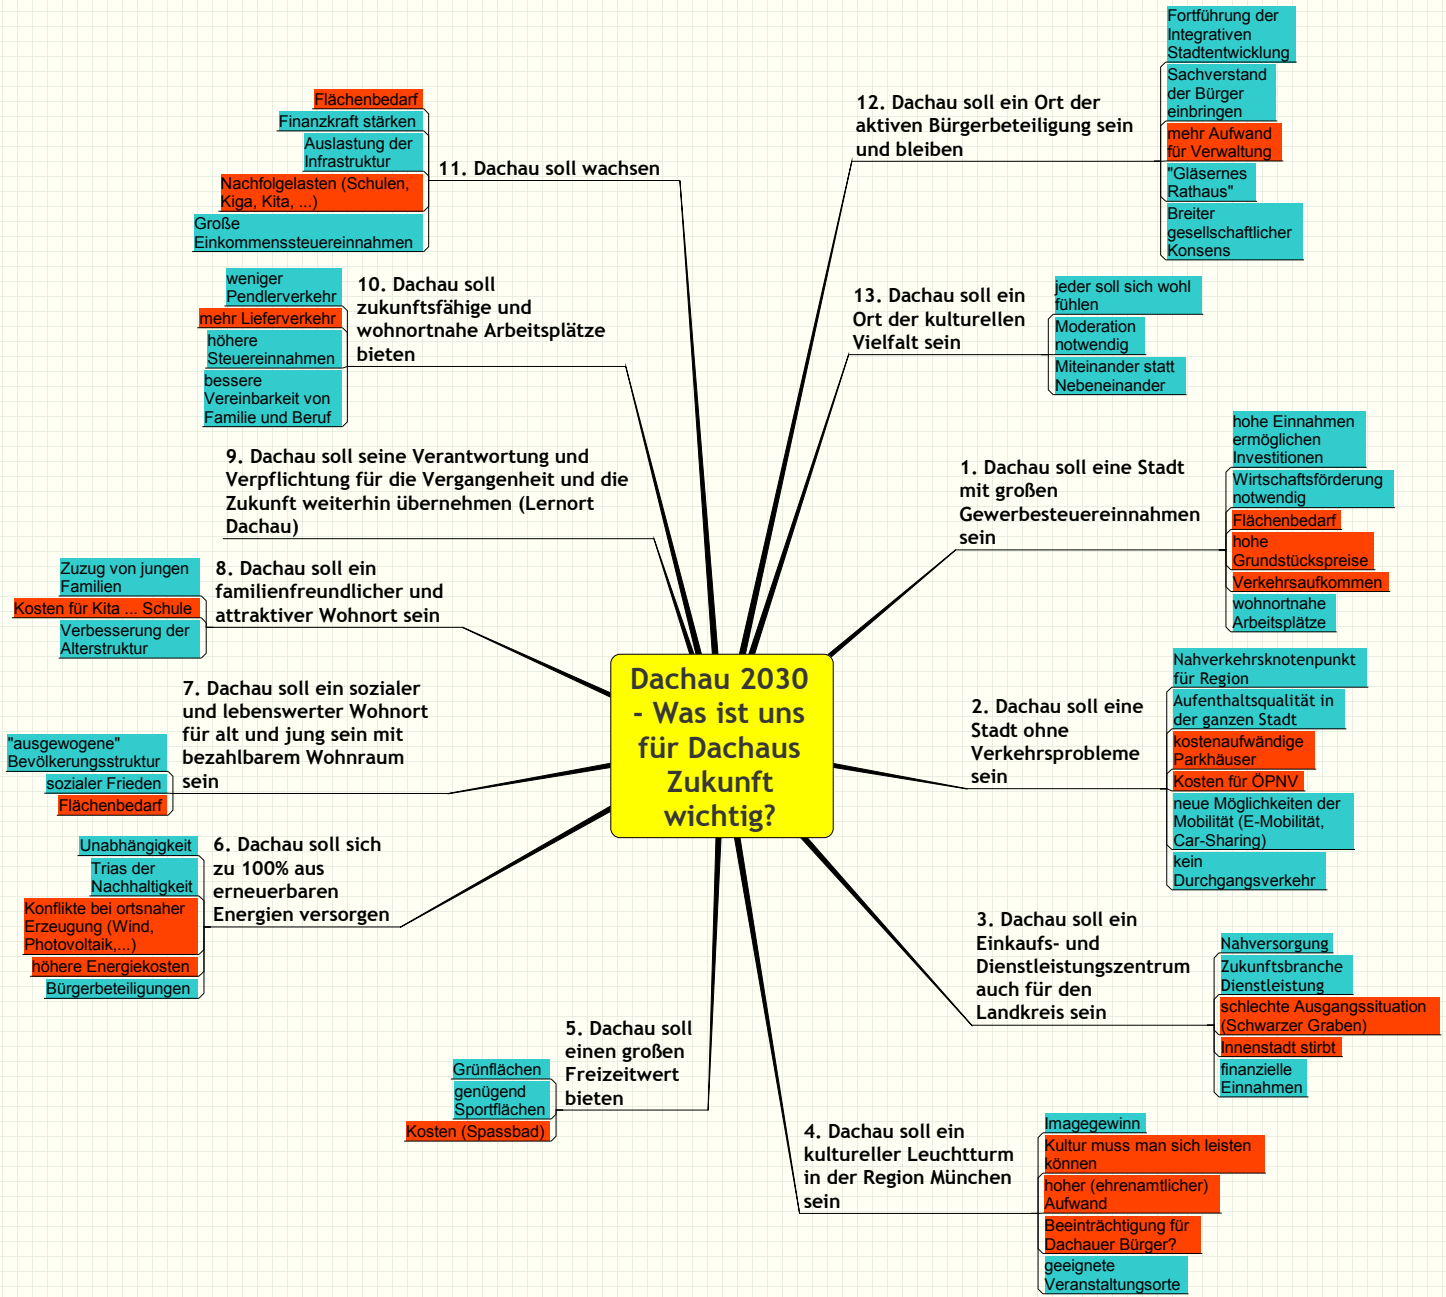 Dachau 2030
- Was ist uns
für Dachaus
Zukunft
wichtig?
12. Dachau soll ein Ort der
aktiven Bürgerbeteiligung sein
und bleiben
Fortführung der
Integrativen
Stadtentwicklung
Sachverstand
der Bürger
einbringen
mehr Aufwand
für Verwaltung
"Gläsernes
Rathaus"
Breiter
gesellschaftlicher
Konsens
13. Dachau soll ein
Ort der kulturellen
Vielfalt sein
jeder soll sich wohl
fühlen
Moderation
notwendig
Miteinander statt
Nebeneinander
1. Dachau soll eine Stadt
mit großen
Gewerbesteuereinnahmen
sein
hohe Einnahmen
ermöglichen
Investitionen
Wirtschaftsförderung
notwendig
Flächenbedarf
hohe
Grundstückspreise
Verkehrsaufkommen
wohnortnahe
Arbeitsplätze
2. Dachau soll eine
Stadt ohne
Verkehrsprobleme
sein
Nahverkehrsknotenpunkt
für Region
Aufenthaltsqualität in
der ganzen Stadt
kostenaufwändige
Parkhäuser
Kosten für ÖPNV
neue Möglichkeiten der
Mobilität (E-Mobilität,
Car-Sharing)
kein
Durchgangsverkehr
3. Dachau soll ein
Einkaufs- und
Dienstleistungszentrum
auch für den
Landkreis sein
Nahversorgung
Zukunftsbranche
Dienstleistung
schlechte Ausgangssituation
(Schwarzer Graben)
Innenstadt stirbt
finanzielle
Einnahmen
4. Dachau soll ein
kultureller Leuchtturm
in der Region München
sein
Imagegewinn
Kultur muss man sich leisten
können
hoher (ehrenamtlicher)
Aufwand
Beeinträchtigung für
Dachauer Bürger?
geeignete
Veranstaltungsorte
5. Dachau soll
einen großen
Freizeitwert
bieten
Grünflächen
genügend
Sportflächen
Kosten (Spassbad)
6. Dachau soll sich
zu 100% aus
erneuerbaren
Energien versorgen
Unabhängigkeit
Trias der
Nachhaltigkeit
Konflikte bei ortsnaher
Erzeugung (Wind,
Photovoltaik,...)
höhere Energiekosten
Bürgerbeteiligungen
7. Dachau soll ein sozialer
und lebenswerter Wohnort
für alt und jung sein mit
bezahlbarem Wohnraum
sein
"ausgewogene"
Bevölkerungsstruktur
sozialer Frieden
Flächenbedarf
8. Dachau soll ein
familienfreundlicher und
attraktiver Wohnort sein
Zuzug von jungen
Familien
Kosten für Kita ... Schule
Verbesserung der
Alterstruktur
9. Dachau soll seine Verantwortung und
Verpflichtung für die Vergangenheit und die
Zukunft weiterhin übernehmen (Lernort
Dachau)
10. Dachau soll
zukunftsfähige und
wohnortnahe Arbeitsplätze
bieten
weniger
Pendlerverkehr
mehr Lieferverkehr
höhere
Steuereinnahmen
bessere
Vereinbarkeit von
Familie und Beruf
11. Dachau soll wachsen
Flächenbedarf
Finanzkraft stärken
Auslastung der
Infrastruktur
Nachfolgelasten (Schulen,
Kiga, Kita, ...)
Große
Einkommenssteuereinnahmen